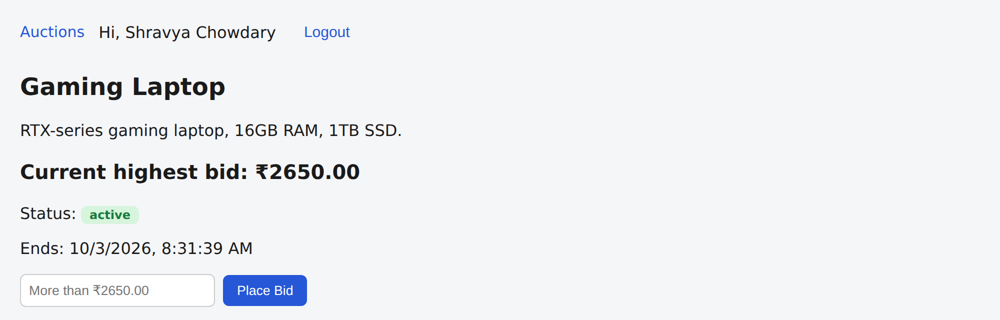 Auctions Hi, Shravya Chowdary Logout
Gaming Laptop
RTX-series gaming laptop, 16GB RAM, 1TB SSD.
Current highest bid: ₹2650.00
Status: active
Ends: 10/3/2026, 8:31:39 AM
More than ₹2650.00 Place Bid